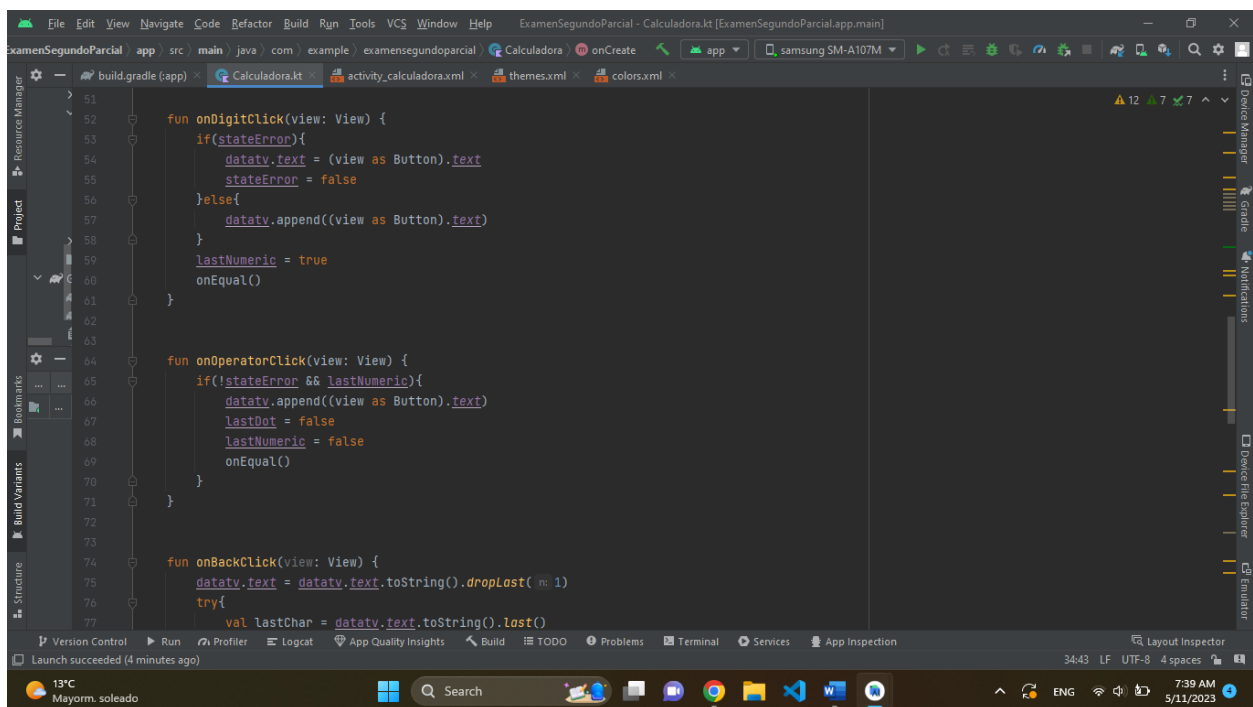 File Edit View Navigate Code Refactor Build Run Tools VCS Window Help ExamenSegundoParcial - Calculadora.kt [ExamenSegundoParcial.app.main]
ExamenSegundoParcial app src main java com example examensegundoparcial Calculadora onCreate app samsung SM-A107M
build.gradle (:app) Calculadora.kt activity_calculadora.xml themes.xml colors.xml
Resource Manager
Project
Bookmarks
Build Variants
Structure
12 7 7
51
52 fun onDigitClick(view: View) {
53 if(stateError){
54 datatv.text = (view as Button).text
55 stateError = false
56 }else{
57 datatv.append((view as Button).text)
58 }
59 lastNumeric = true
60 onEqual()
61 }
62
63
64 fun onOperatorClick(view: View) {
65 if(!stateError && lastNumeric){
66 datatv.append((view as Button).text)
67 lastDot = false
68 lastNumeric = false
69 onEqual()
70 }
71 }
72
73
74 fun onBackClick(view: View) {
75 datatv.text = datatv.text.toString().dropLast( n: 1)
76 try{
77 val lastChar = datatv.text.toString().last()
Device Manager
Gradle
Notifications
Device File Explorer
Emulator
Version Control Run Profiler Logcat App Quality Insights Build TODO Problems Terminal Services App Inspection Layout Inspector
Launch succeeded (4 minutes ago) 34:43 LF UTF-8 4 spaces
13°C
Mayorm. soleado
Search
ENG
7:39 AM
5/11/2023
4